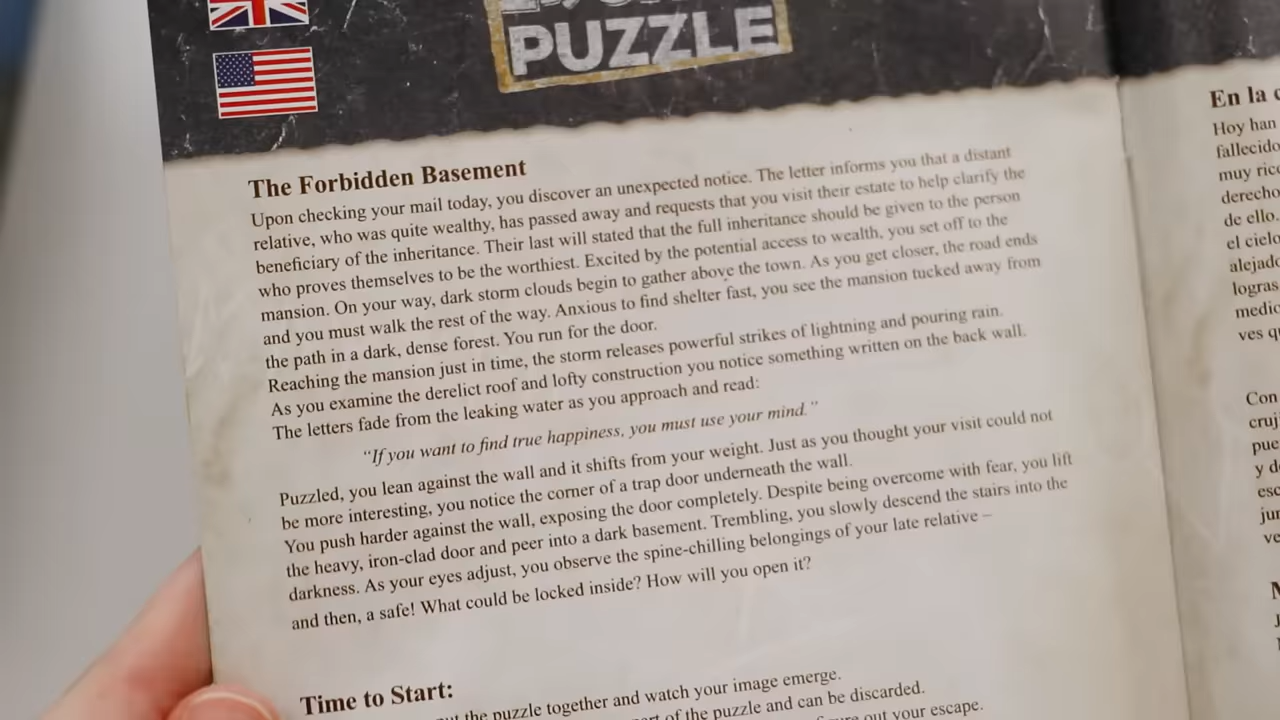 PUZZLE
The Forbidden Basement
Upon checking your mail today, you discover an unexpected notice. The letter informs you that a distant
relative, who was quite wealthy, has passed away and requests that you visit their estate to help clarify the
beneficiary of the inheritance. Their last will stated that the full inheritance should be given to the person
who proves themselves to be the worthiest. Excited by the potential access to wealth, you set off to the
mansion. On your way, dark storm clouds begin to gather above the town. As you get closer, the road ends
and you must walk the rest of the way. Anxious to find shelter fast, you see the mansion tucked away from
the path in a dark, dense forest. You run for the door.
Reaching the mansion just in time, the storm releases powerful strikes of lightning and pouring rain.
As you examine the derelict roof and lofty construction you notice something written on the back wall.
The letters fade from the leaking water as you approach and read:
“If you want to find true happiness, you must use your mind.”
Puzzled, you lean against the wall and it shifts from your weight. Just as you thought your visit could not
be more interesting, you notice the corner of a trap door underneath the wall.
You push harder against the wall, exposing the door completely. Despite being overcome with fear, you lift
the heavy, iron-clad door and peer into a dark basement. Trembling, you slowly descend the stairs into the
darkness. As your eyes adjust, you observe the spine-chilling belongings of your late relative –
and then, a safe! What could be locked inside? How will you open it?
Time to Start:
the puzzle together and watch your image emerge.
of the puzzle and can be discarded.
out your escape.
En la
Hoy han
fallecido
muy rico
derecho
de ello.
el cielo
alejado
logras
medio
ves
Con
y